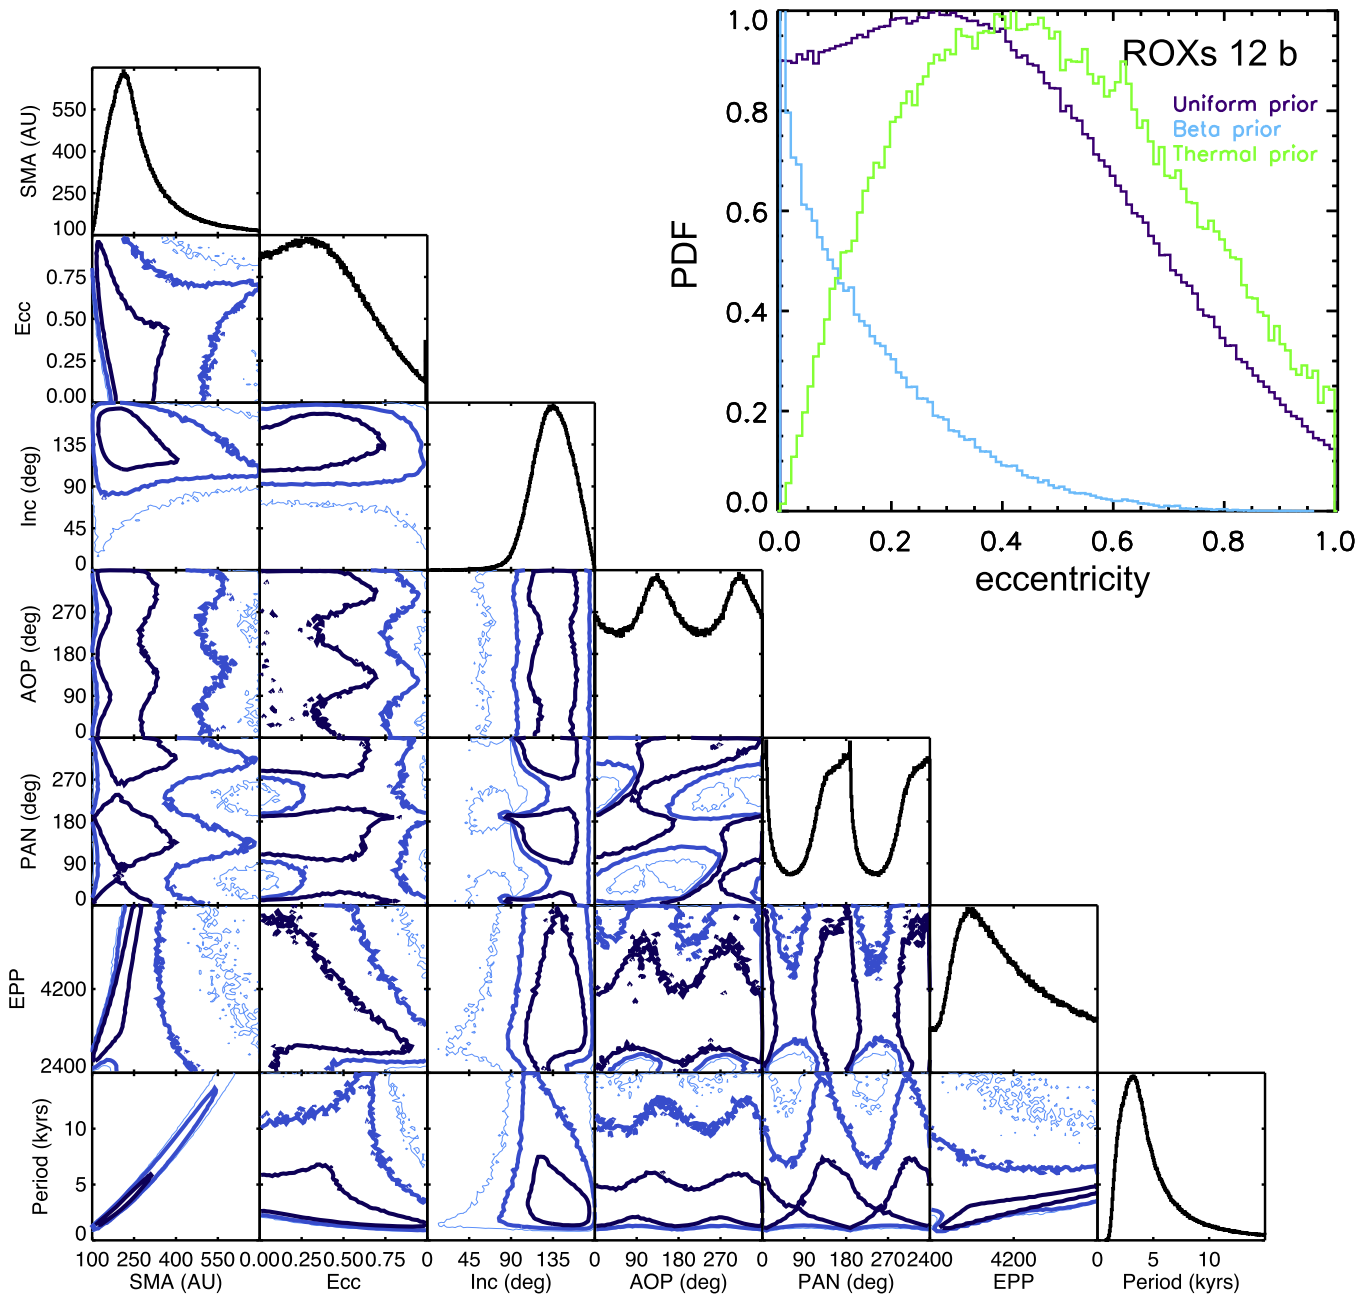 ROXs 12 b
Uniform prior
Beta prior
Thermal prior
PDF
1.0
0.8
0.6
0.4
0.2
0.0
0.0 0.2 0.4 0.6 0.8 1.0
eccentricity
SMA (AU)
550
400
250
100
Ecc
0.75
0.50
0.25
0.00
Inc (deg)
135
90
45
0
AOP (deg)
270
180
90
0
PAN (deg)
270
180
90
0
EPP
4200
2400
Period (kyrs)
10
5
0
100 250 400 550 0.000.250.500.75 0 45 90 135 0 90 180 270 0 90 180 2702400 4200 0 5 10
SMA (AU) Ecc Inc (deg) AOP (deg) PAN (deg) EPP Period (kyrs)